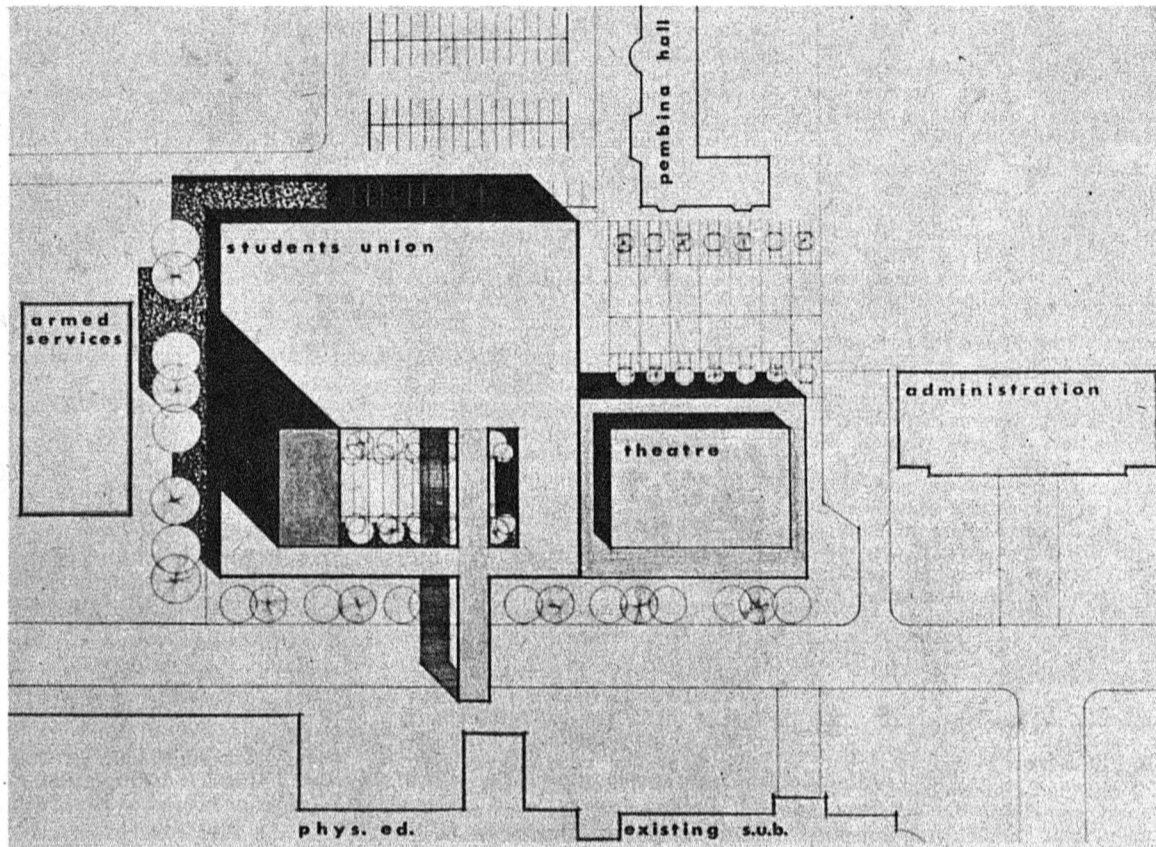 pembina hall
students union
armed
services
administration
theatre
phys. ed.
existing s.u.b.